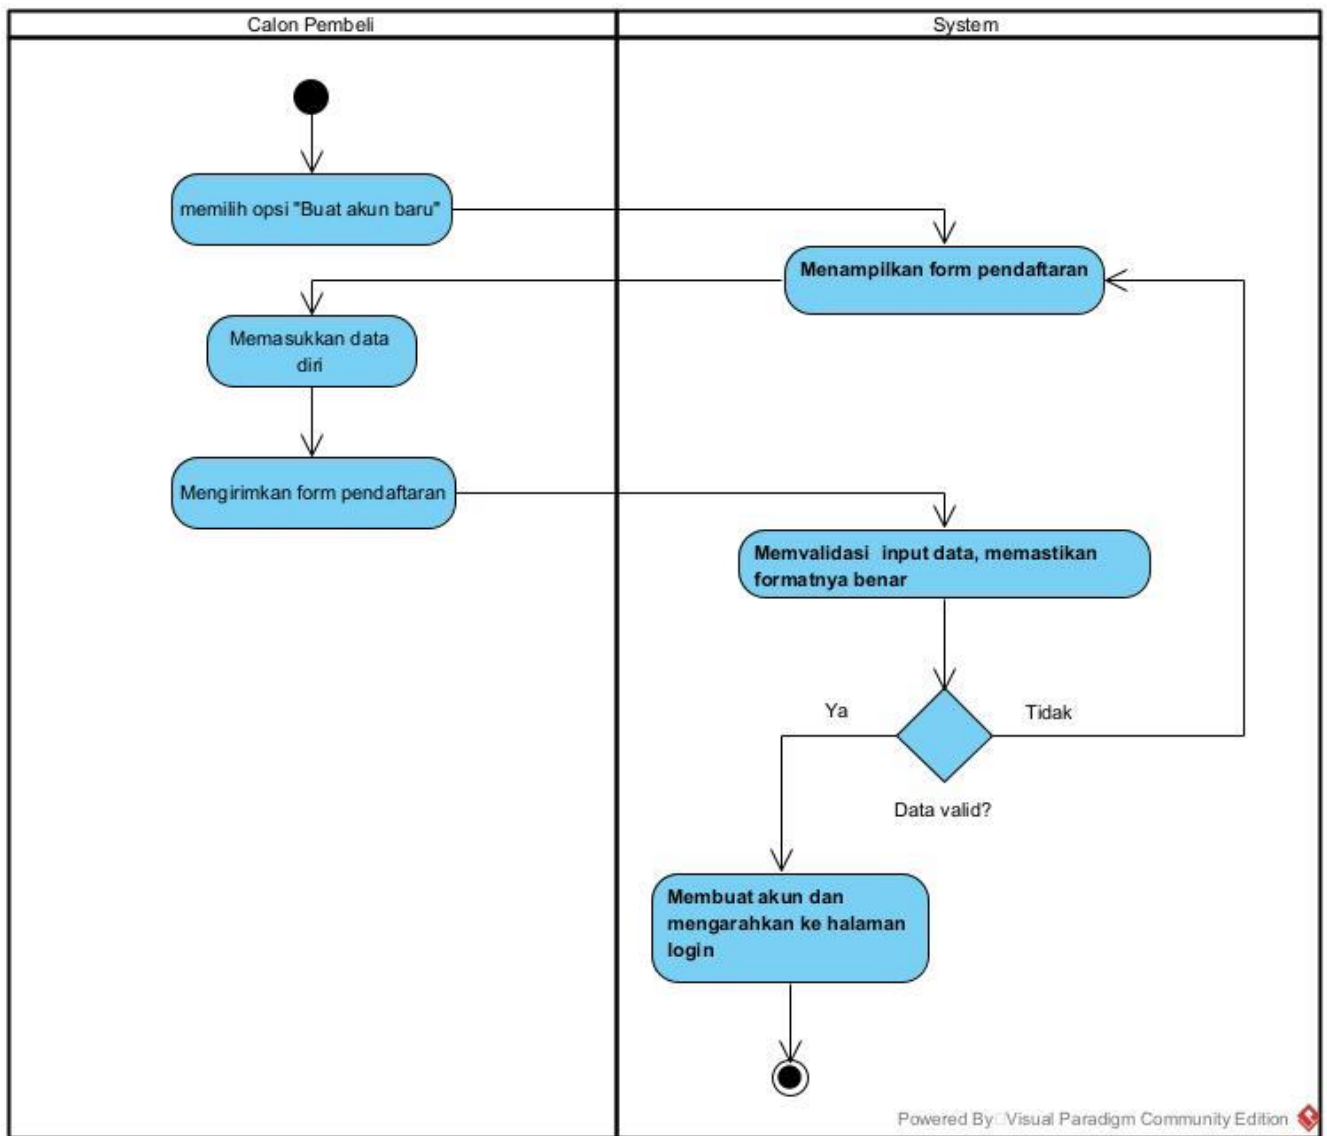 Calon Pembeli
System
memilih opsi "Buat akun baru"
Menampilkan form pendaftaran
Memasukkan data
diri
Mengirimkan form pendaftaran
Memvalidasi  input data, memastikan
formatnya benar
Ya
Tidak
Data valid?
Membuat akun dan
mengarahkan ke halaman
login
Powered By Visual Paradigm Community Edition